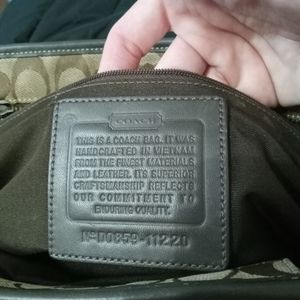 COACH
THIS IS A COACH BAG. IT WAS
HANDCRAFTED IN VIETNAM
FROM THE FINEST MATERIALS
AND LEATHER. ITS SUPERIOR
CRAFTSMANSHIP REFLECTS
OUR COMMITMENT TO
ENDURING QUALITY.
Nº D0859-11220